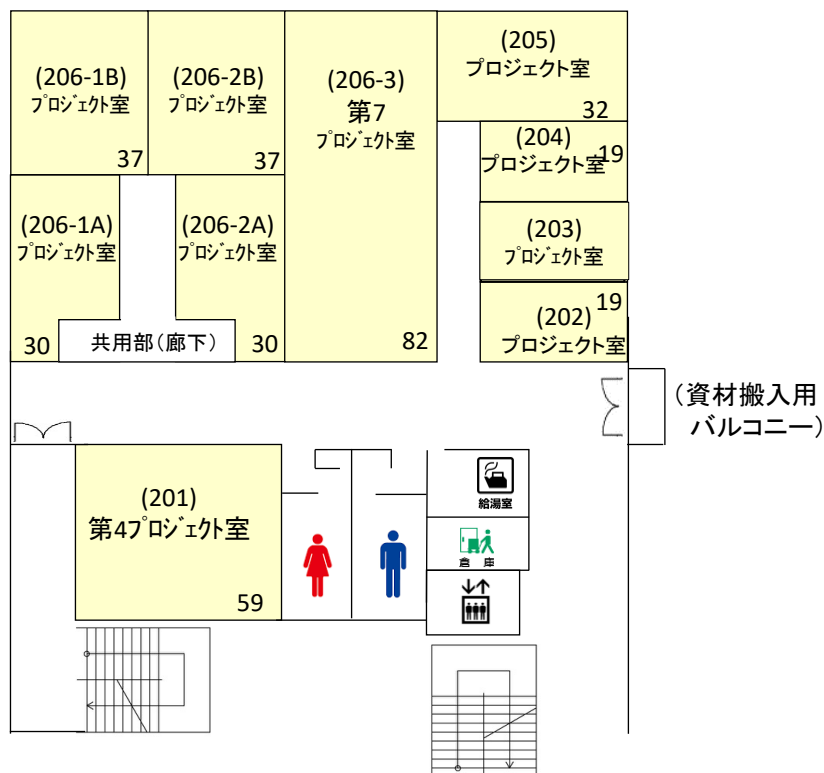 (206-1B)
プロジェクト室
37
(206-2B)
プロジェクト室
37
(206-3)
第7
プロジェクト室
82
(205)
プロジェクト室
32
(204)
プロジェクト室
19
(203)
プロジェクト室
19
(202)
プロジェクト室
(206-1A)
プロジェクト室
30
(206-2A)
プロジェクト室
30
共用部(廊下)
(資材搬入用
バルコニー)
(201)
第4プロジェクト室
59
給湯室
倉庫